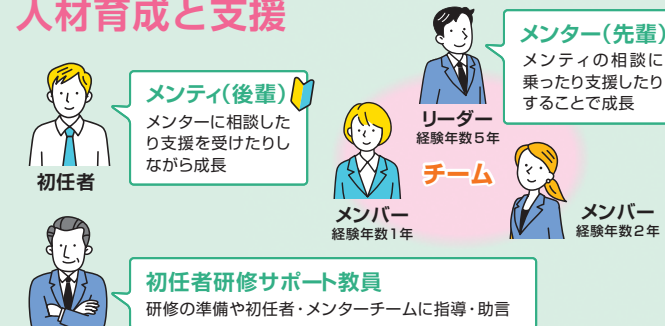 人材育成と支援
メンティ(後輩)
メンターに相談した
り支援を受けたりし
ながら成長
初任者
メンター(先輩)
メンティの相談に
乗ったり支援したり
することで成長
リーダー
経験年数5年
チーム
メンバー
経験年数1年
メンバー
経験年数2年
初任者研修サポート教員
研修の準備や初任者・メンターチームに指導・助言